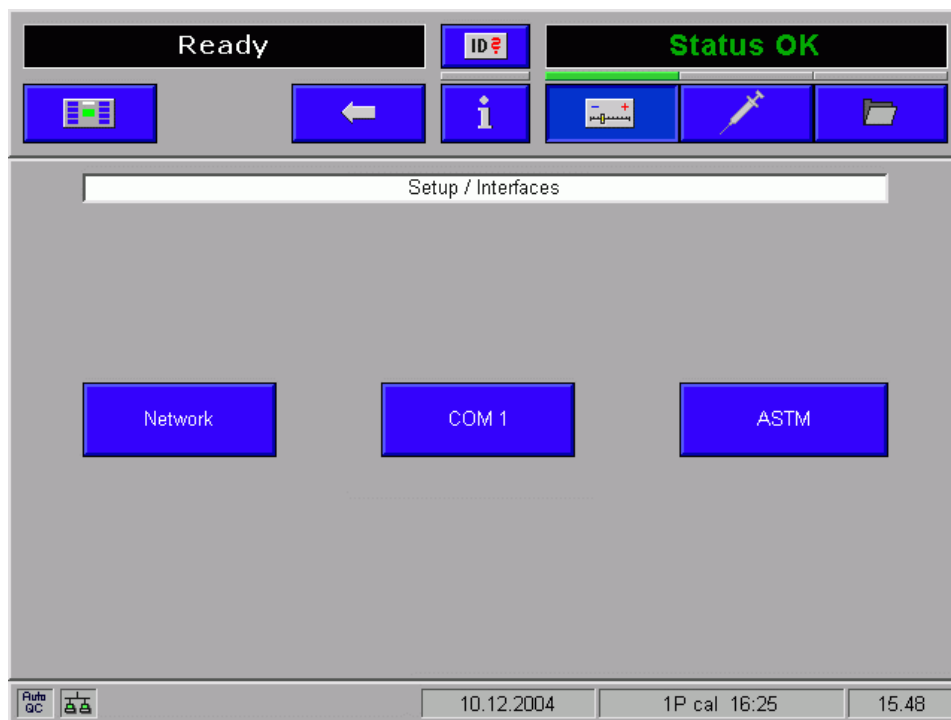 Ready
ID?
Status OK
i
- +
Setup / Interfaces
Network
COM 1
ASTM
Auto
QC
10.12.2004
1P cal 16:25
15.48